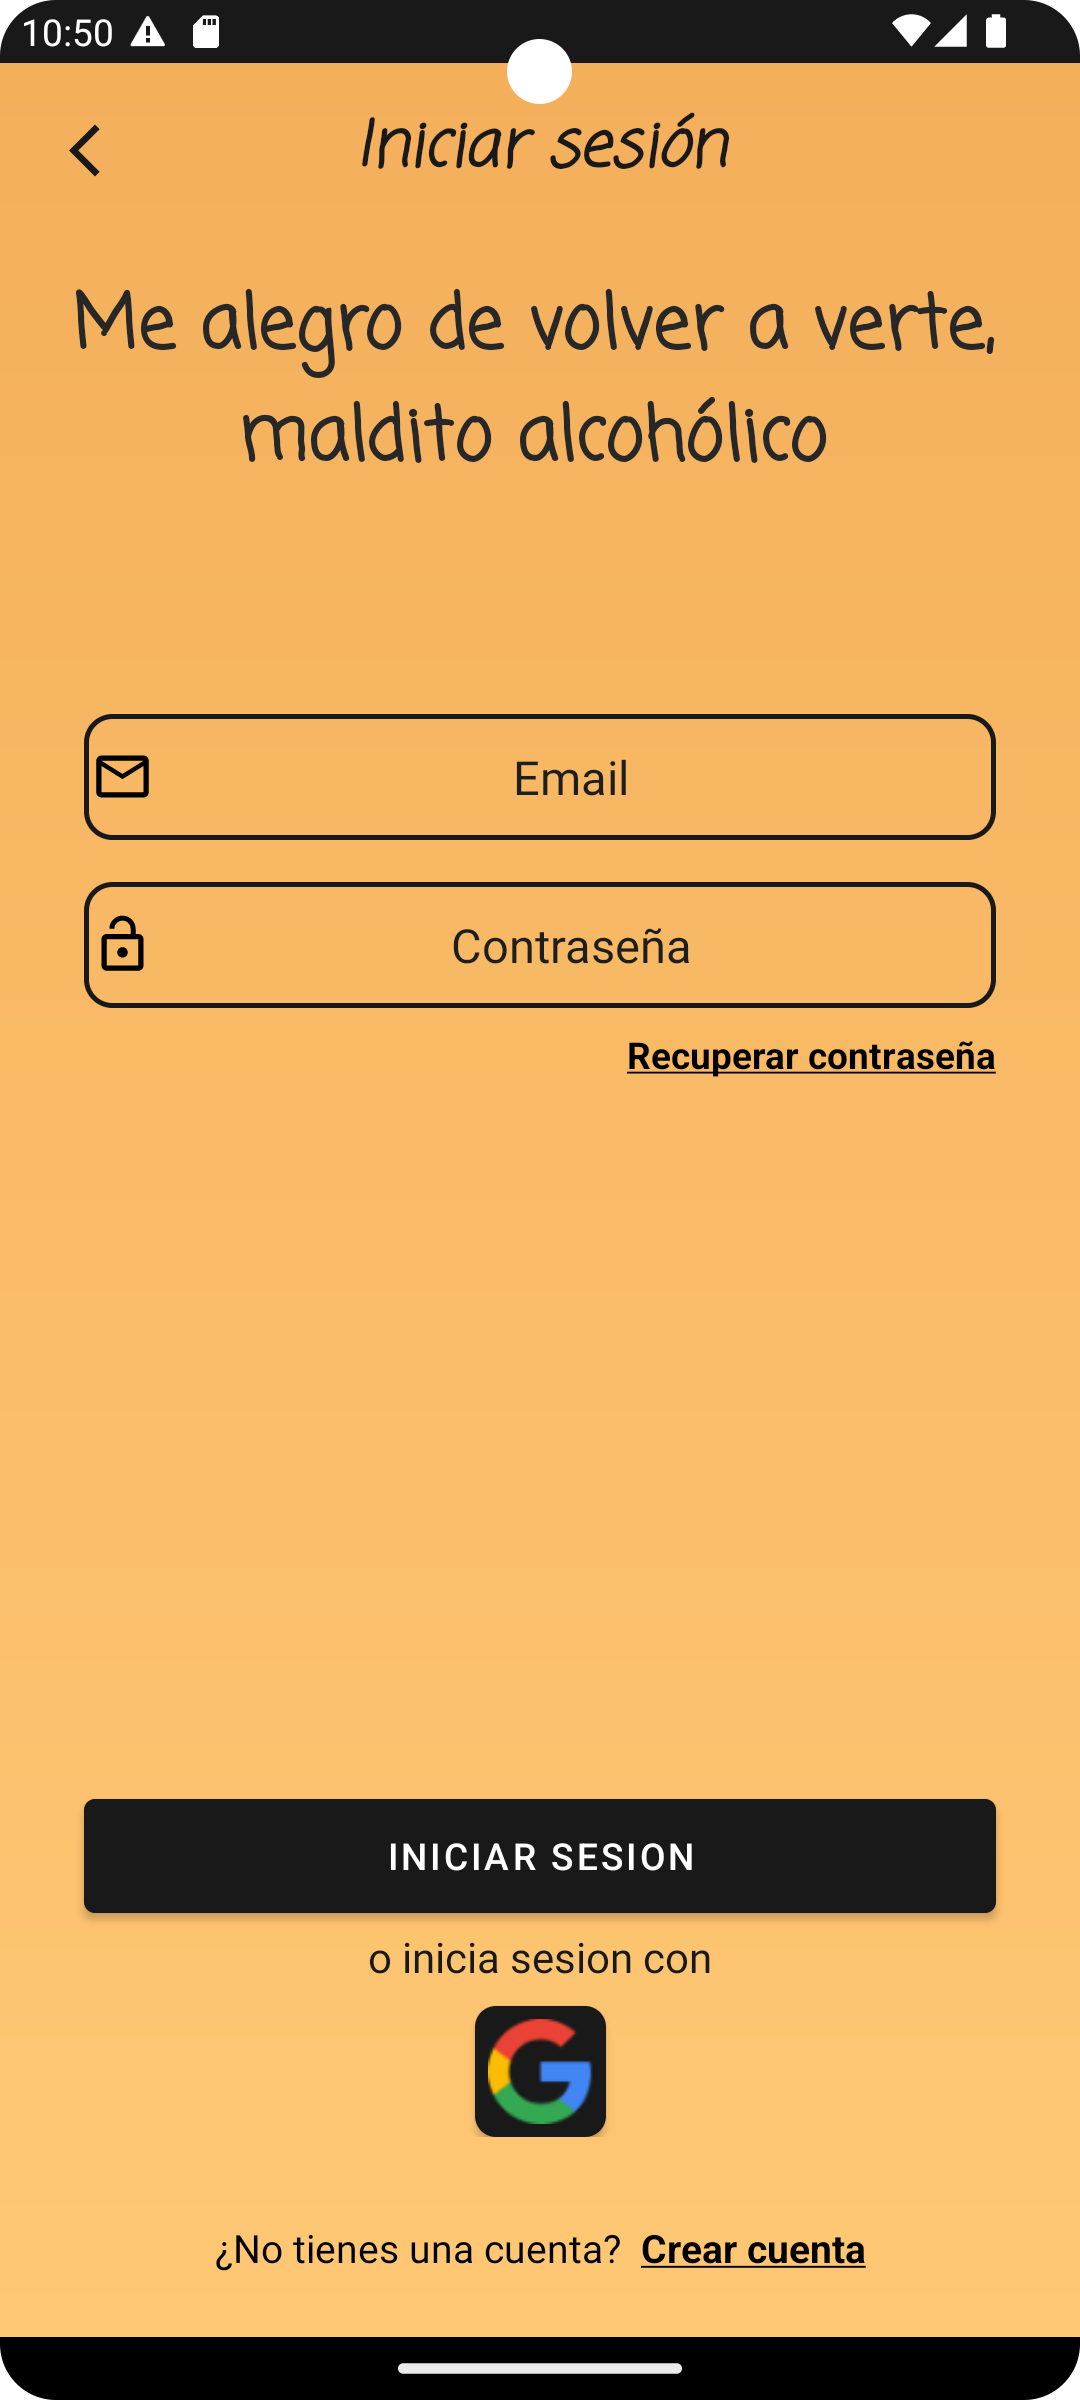 10:50
Iniciar sesión
Me alegro de volver a verte,
maldito alcohólico
Email
Contraseña
Recuperar contraseña
INICIAR SESION
o inicia sesion con
¿No tienes una cuenta? Crear cuenta